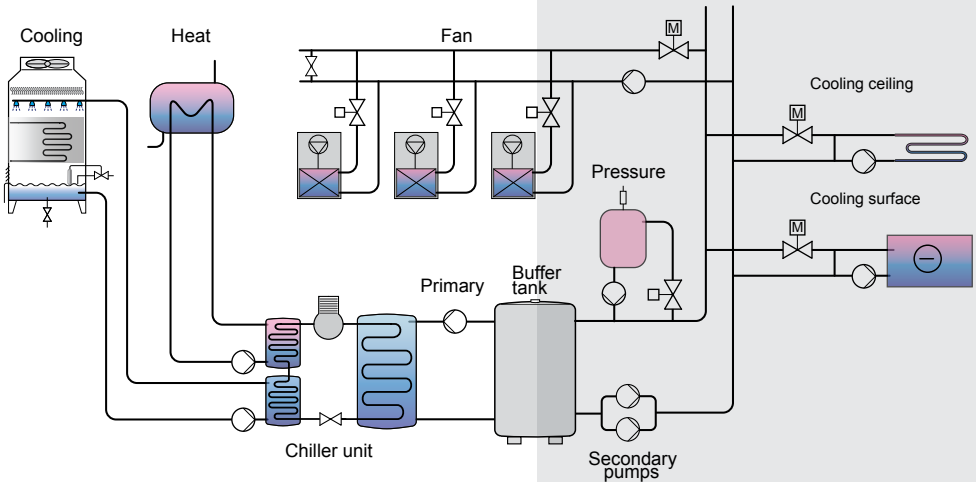 Cooling
Heat
Fan
M
Cooling ceiling
M
Pressure
Cooling surface
M
Buffer
tank
Primary
Chiller unit
Secondary
pumps